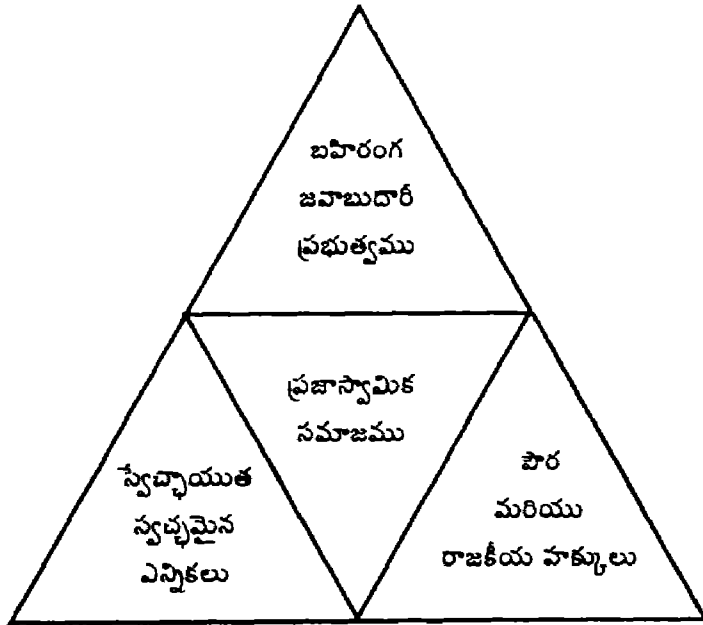 బహిరంగ
జవాబుదారీ
ప్రభుత్వము
ప్రజాస్వామిక
సమాజము
స్వేచ్ఛాయుత
స్వచ్ఛమైన
ఎన్నికలు
పౌర
మరియు
రాజకీయ హక్కులు